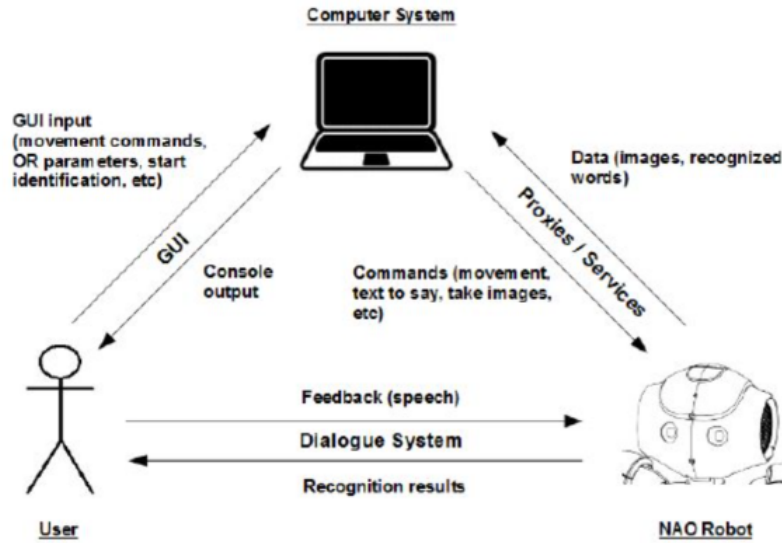 Computer System
GUI input
(movement commands,
OR parameters, start
identification, etc)
GUI
Console
output
Data (images, recognized
words)
Proxies / Services
Commands (movement,
text to say, take images,
etc)
Feedback (speech)
Dialogue System
Recognition results
User
NAO Robot